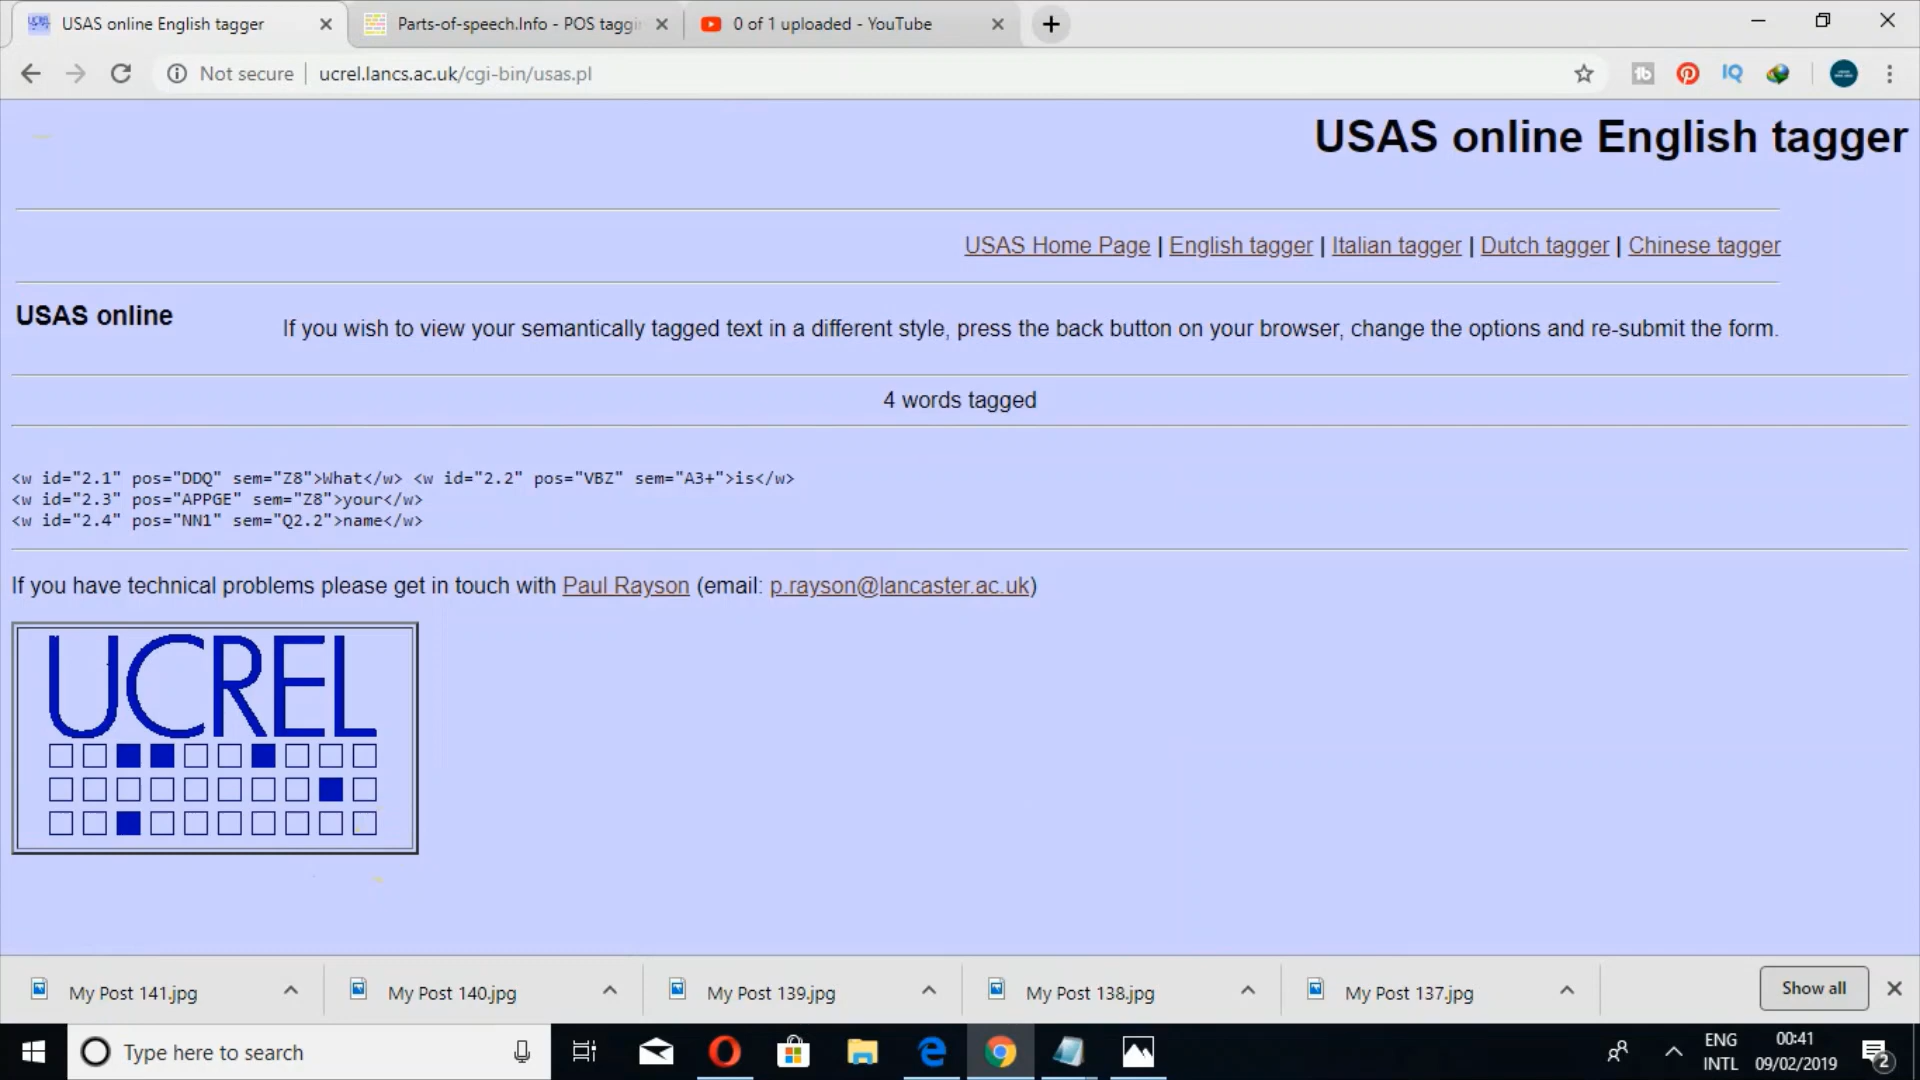 USAS online English tagger
Parts-of-speech.Info - POS taggi
0 of 1 uploaded - YouTube
Not secure
ucrel.lancs.ac.uk/cgi-bin/usas.pl
IQ
USAS online English tagger
USAS Home Page | English tagger | Italian tagger | Dutch tagger | Chinese tagger
USAS online
If you wish to view your semantically tagged text in a different style, press the back button on your browser, change the options and re-submit the form.
4 words tagged
<w id="2.1" pos="DDQ" sem="Z8">What</w> <w id="2.2" pos="VBZ" sem="A3+">is</w>
<w id="2.3" pos="APPGE" sem="Z8">your</w>
<w id="2.4" pos="NN1" sem="Q2.2">name</w>
If you have technical problems please get in touch with Paul Rayson (email: p.rayson@lancaster.ac.uk)
UCREL
My Post 141.jpg
My Post 140.jpg
My Post 139.jpg
My Post 138.jpg
My Post 137.jpg
Show all
Type here to search
ENG
INTL
00:41
09/02/2019
2